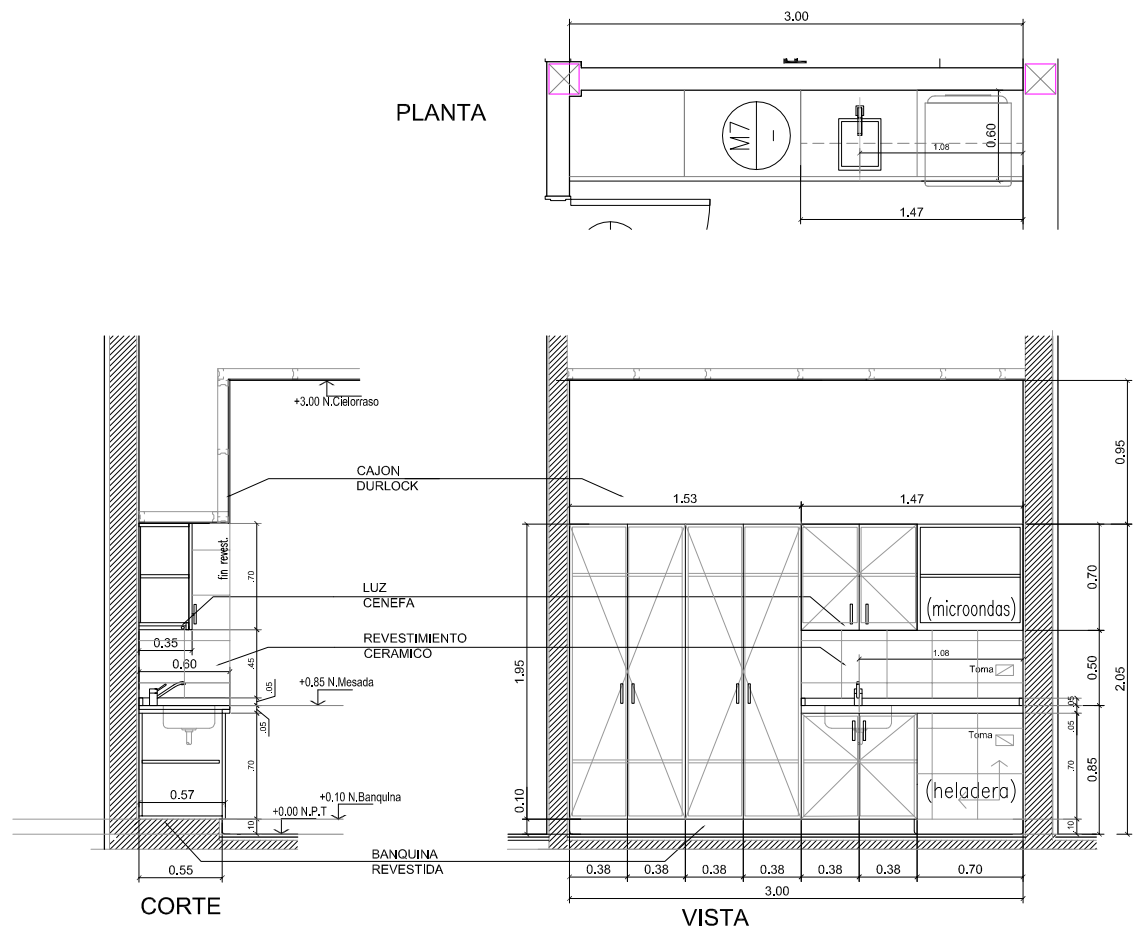 3.00
PLANTA
M7
-
1.08
0.60
1.47
+3.00 N.Cielorraso
0.95
CAJON
DURLOCK
1.53
1.47
fin revest.
.70
LUZ
CENEFA
0.35
0.60
REVESTIMIENTO
CERAMICO
.45
.05
+0.85 N.Mesada
.05
.70
0.57
+0.10 N.Banquina
+0.00 N.P.T
.10
0.55
BANQUINA
REVESTIDA
CORTE
1.95
0.10
(microondas)
1.08
Toma
Toma
(heladera)
0.70
0.50
2.05
.05
.05
.70
0.85
.10
0.38
0.38
0.38
0.38
0.38
0.38
0.70
3.00
VISTA